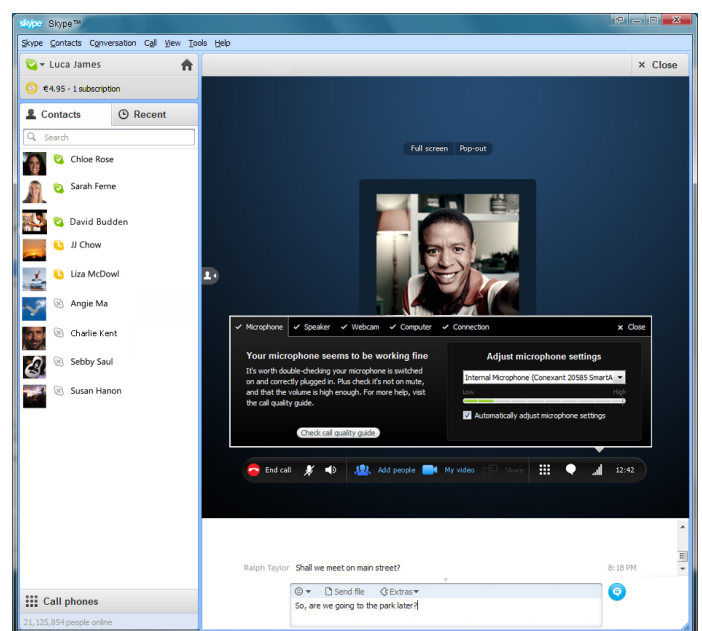 skype Skype™
Skype Contacts Conversation Call View Tools Help
Luca James
€4.95 - 1 subscription
Contacts Recent
Search
Chloe Rose
Sarah Ferne
David Budden
JJ Chow
Liza McDowl
Angie Ma
Charlie Kent
Sebby Saul
Susan Hanon
Call phones
21,125,854 people online
× Close
Full screen Pop-out
Microphone Speaker Webcam Computer Connection × Close
Your microphone seems to be working fine
It's worth double-checking your microphone is switched
on and correctly plugged in. Plus check it's not on mute,
and that the volume is high enough. For more help, visit
the call quality guide.
Check call quality guide
Adjust microphone settings
Internal Microphone (Conexant 20585 SmartA
Low High
Automatically adjust microphone settings
End call Add people My video Share 12:42
Ralph Taylor Shall we meet on main street? 8:18 PM
Send file Extras
So, are we going to the park later?